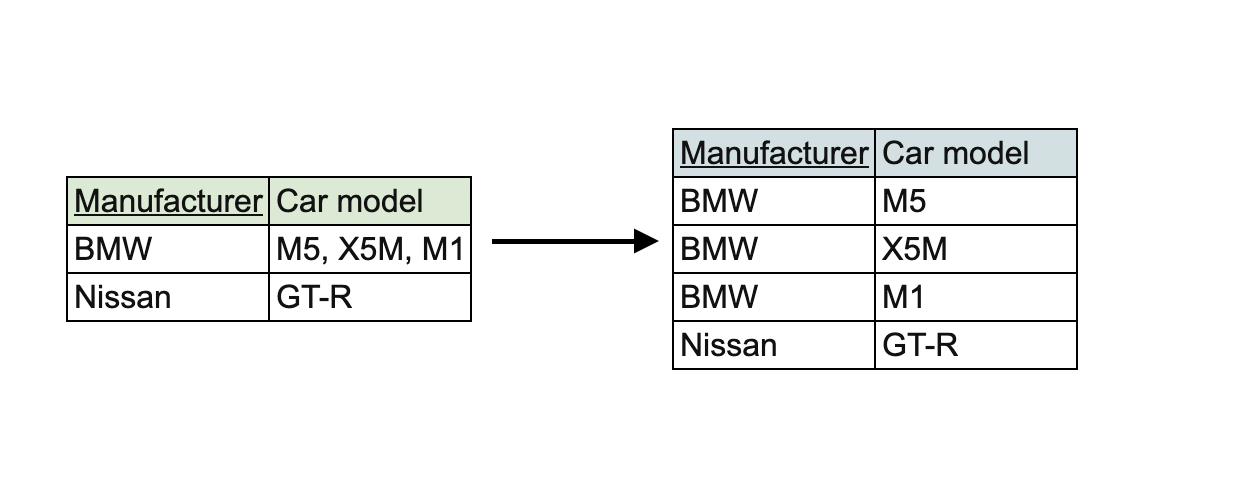 Manufacturer Car model
BMW M5, X5M, M1
Nissan GT-R
Manufacturer Car model
BMW M5
BMW X5M
BMW M1
Nissan GT-R